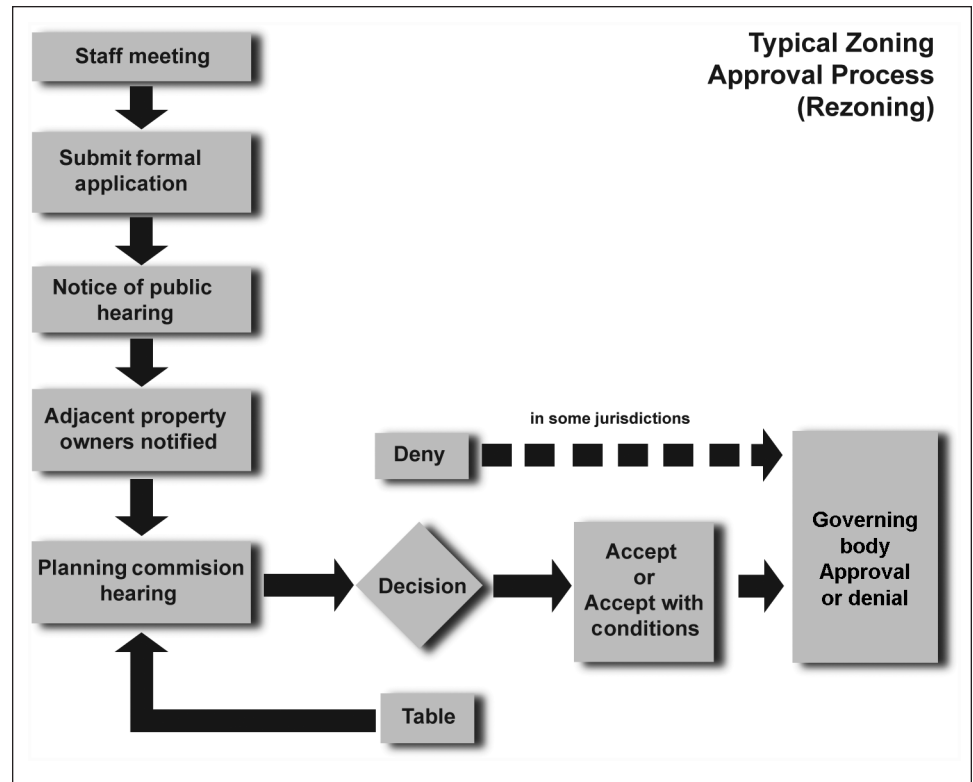 Typical Zoning
Approval Process
(Rezoning)
Staff meeting
Submit formal
application
Notice of public
hearing
Adjacent property
owners notified
Planning commision
hearing
Decision
Deny
in some jurisdictions
Accept
or
Accept with
conditions
Governing
body
Approval
or denial
Table